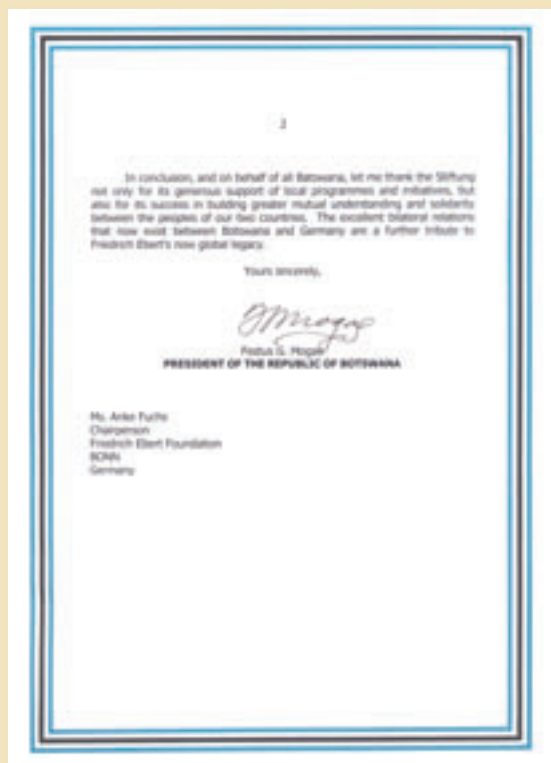 2
In conclusion, and on behalf of all Batswana, let me thank the Stiftung
not only for its generous support of local programmes and initiatives, but
also for its success in building greater mutual understanding and solidarity
between the peoples of our two countries. The excellent bilateral relations
that now exist between Botswana and Germany are a further tribute to
Friedrich Ebert's now global legacy.
Yours sincerely,
Festus G. Mogae
PRESIDENT OF THE REPUBLIC OF BOTSWANA
Ms. Anke Fuchs
Chairperson
Friedrich Ebert Foundation
BONN
Germany